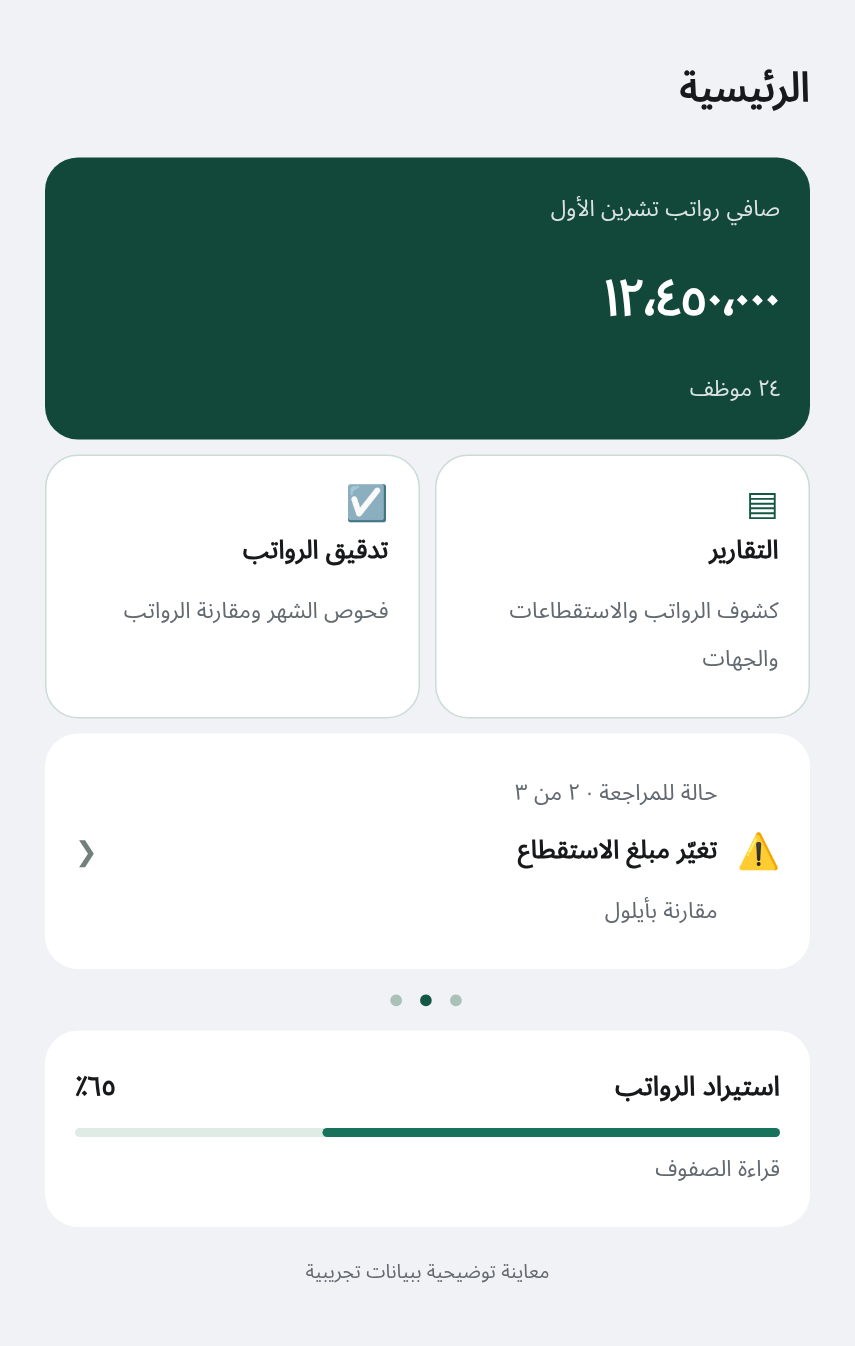 الرئيسية
صافي رواتب تشرين الأول
١٢،٤٥٠،٠٠٠
٢٤ موظف
التقارير
كشوف الرواتب والاستقطاعات
والجهات
تدقيق الرواتب
فحوص الشهر ومقارنة الرواتب
حالة للمراجعة · ٢ من ٣
تغيّر مبلغ الاستقطاع
مقارنة بأيلول
استيراد الرواتب
٦٥٪
قراءة الصفوف
معاينة توضيحية ببيانات تجريبية